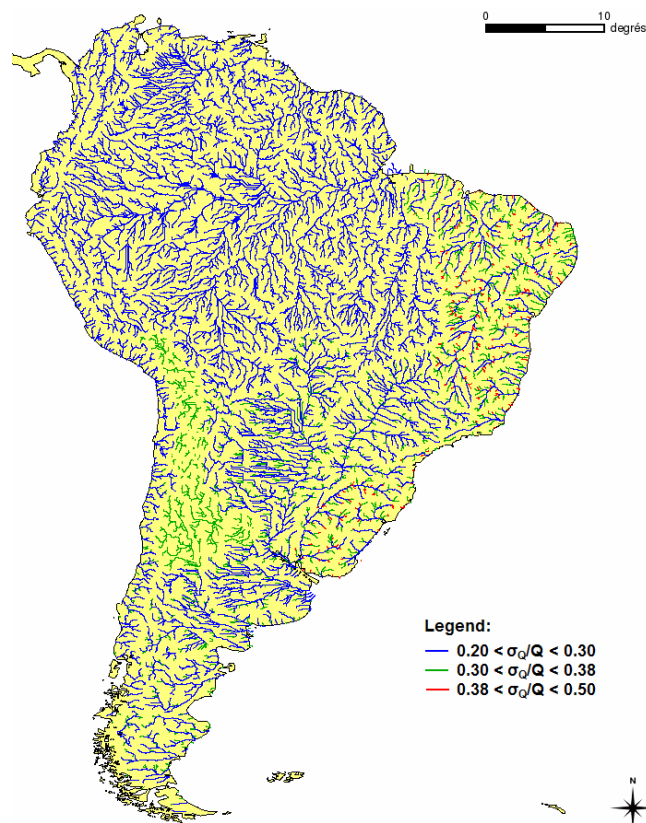 0 10
degrés
Legend:
0.20 < σQ/Q < 0.30
0.30 < σQ/Q < 0.38
0.38 < σQ/Q < 0.50
N